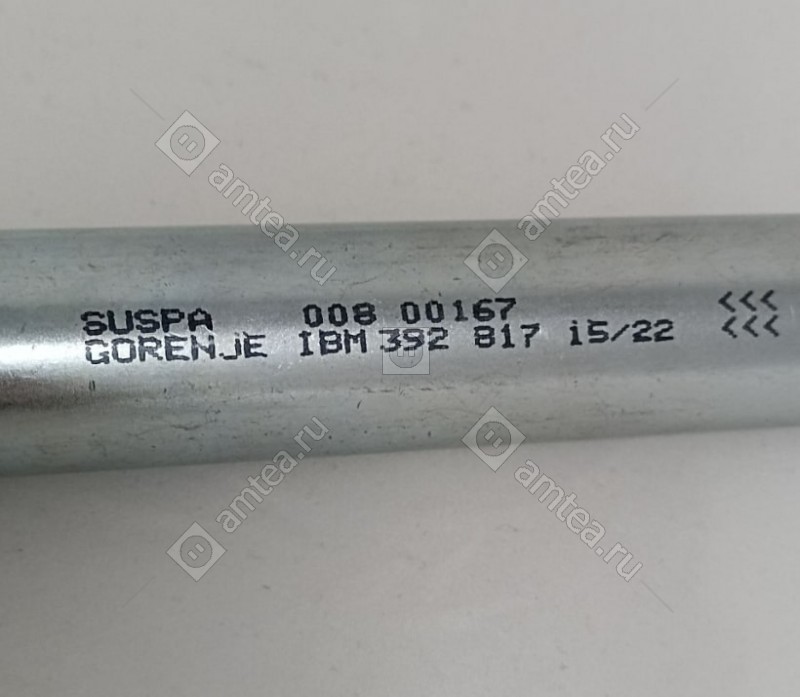 SUSPA 008 00167 <<<
GORENJE IBM 392 817 i5/22 <<<
amtea.ru
amtea.ru
amtea.ru
amtea.ru